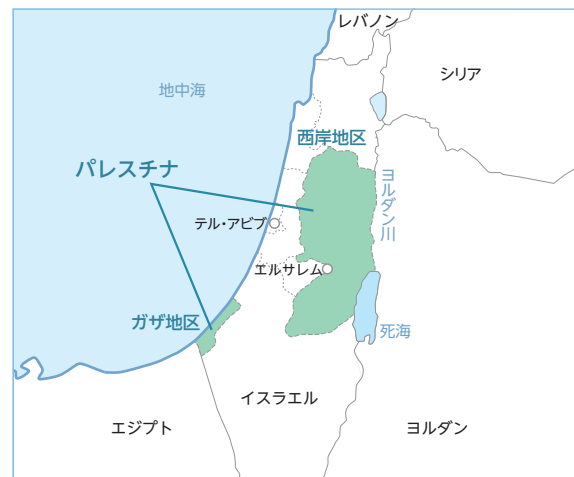 レバノン
シリア
地中海
西岸地区
パレスチナ
ヨルダン川
テル・アビブ
エルサレム
ガザ地区
死海
イスラエル
エジプト
ヨルダン